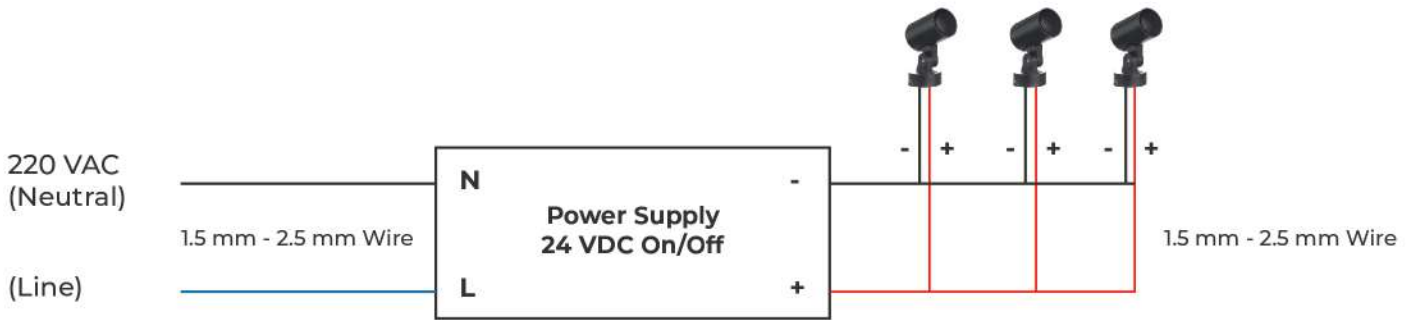 - + - + - +
220 VAC
(Neutral)
N -
Power Supply
24 VDC On/Off
1.5 mm - 2.5 mm Wire
1.5 mm - 2.5 mm Wire
(Line)
L +